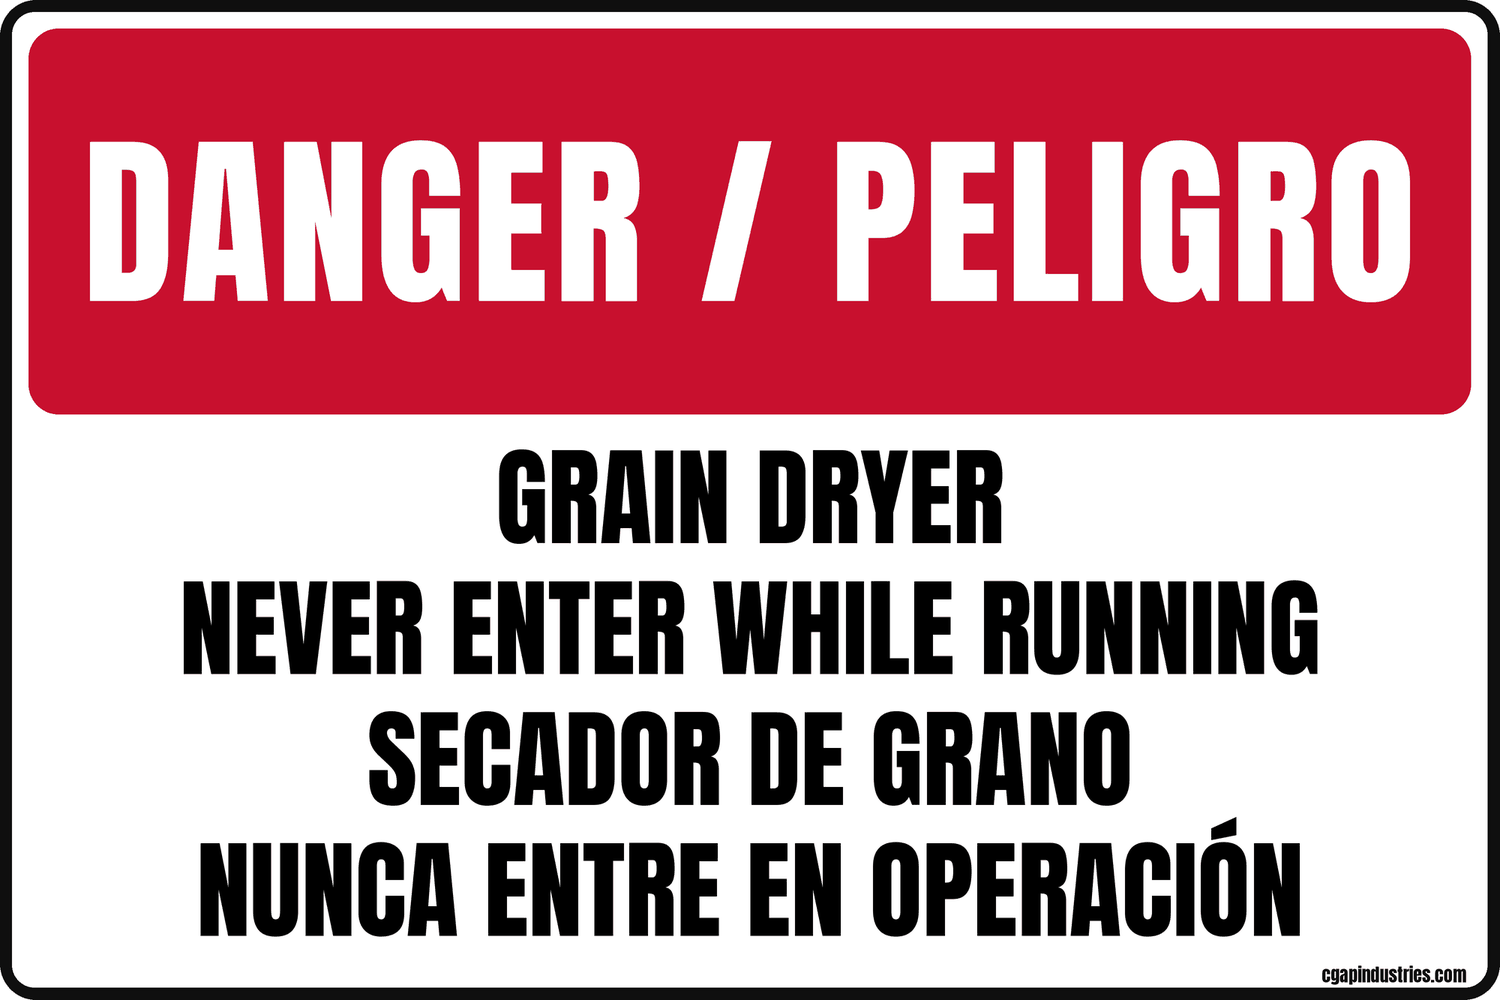 DANGER / PELIGRO
GRAIN DRYER
NEVER ENTER WHILE RUNNING
SECADOR DE GRANO
NUNCA ENTRE EN OPERACIÓN
cgapindustries.com